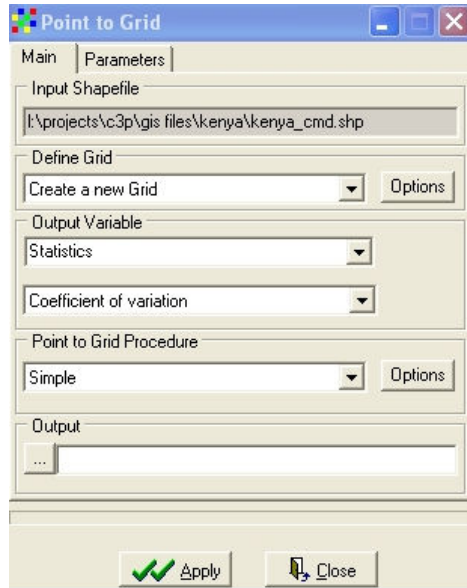 Point to Grid
Main Parameters
Input Shapefile
I:\projects\c3p\gis files\kenya\kenya_cmd.shp
Define Grid
Create a new Grid Options
Output Variable
Statistics
Coefficient of variation
Point to Grid Procedure
Simple Options
Output
...
Apply Close